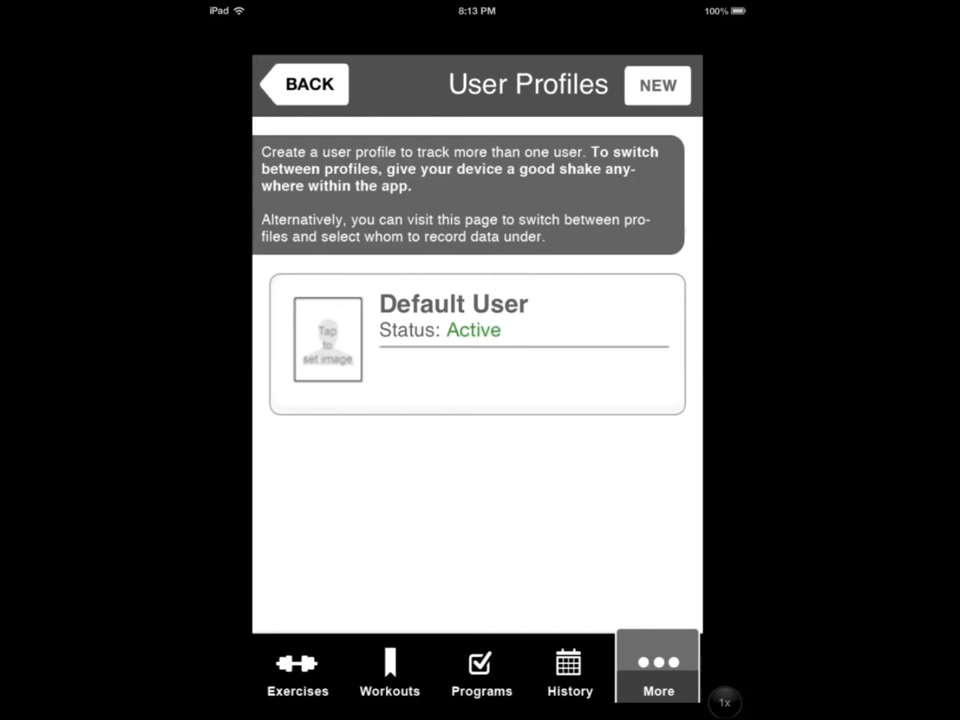 iPad 8:13 PM 100%
BACK User Profiles NEW
Create a user profile to track more than one user. To switch
between profiles, give your device a good shake any-
where within the app.
Alternatively, you can visit this page to switch between pro-
files and select whom to record data under.
Default User
Status: Active
Tap
to
set image
Exercises Workouts Programs History More
1x